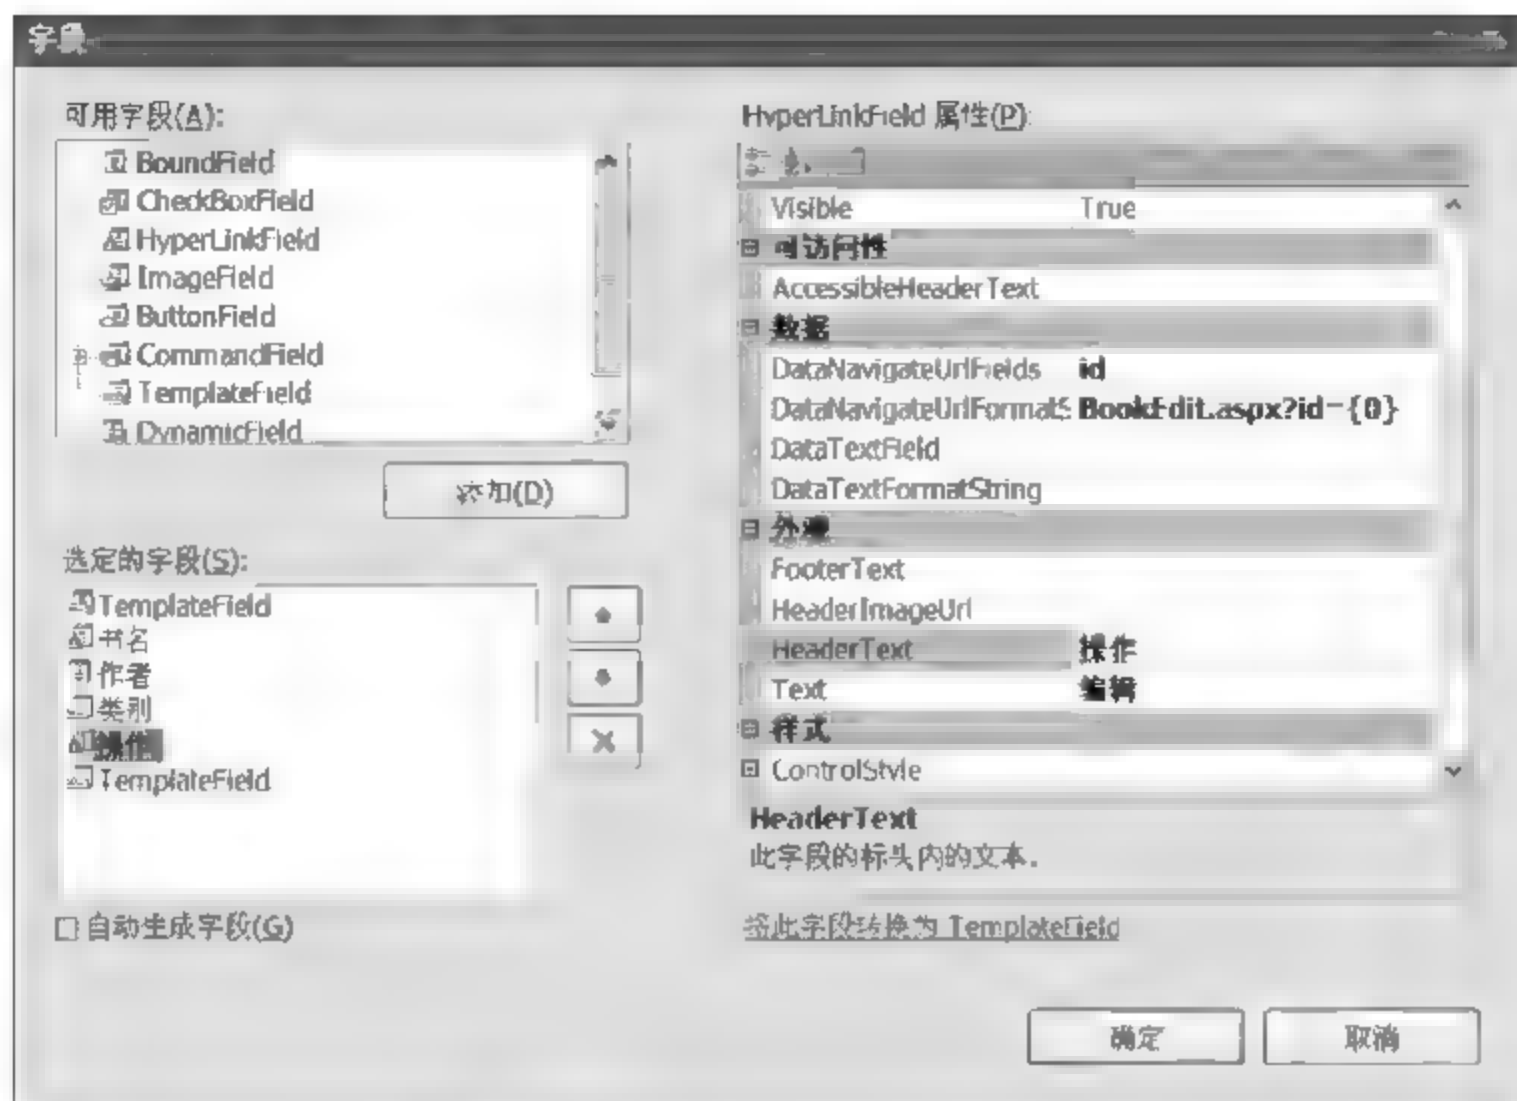 字段
可用字段(A):
BoundField
CheckBoxField
HyperLinkField
ImageField
ButtonField
CommandField
TemplateField
DynamicField
添加(D)
选定的字段(S):
TemplateField
书名
作者
类别
操作
TemplateField
自动生成字段(G)
HyperLinkField 属性(P):
Visible True
可访问性
AccessibleHeaderText
数据
DataNavigateUrlFields id
DataNavigateUrlFormatS BookEdit.aspx?id={0}
DataTextField
DataTextFormatString
外观
FooterText
HeaderImageUrl
HeaderText 操作
Text 编辑
样式
ControlStyle
HeaderText
此字段的标头内的文本.
将此字段转换为 TemplateField
确定 取消